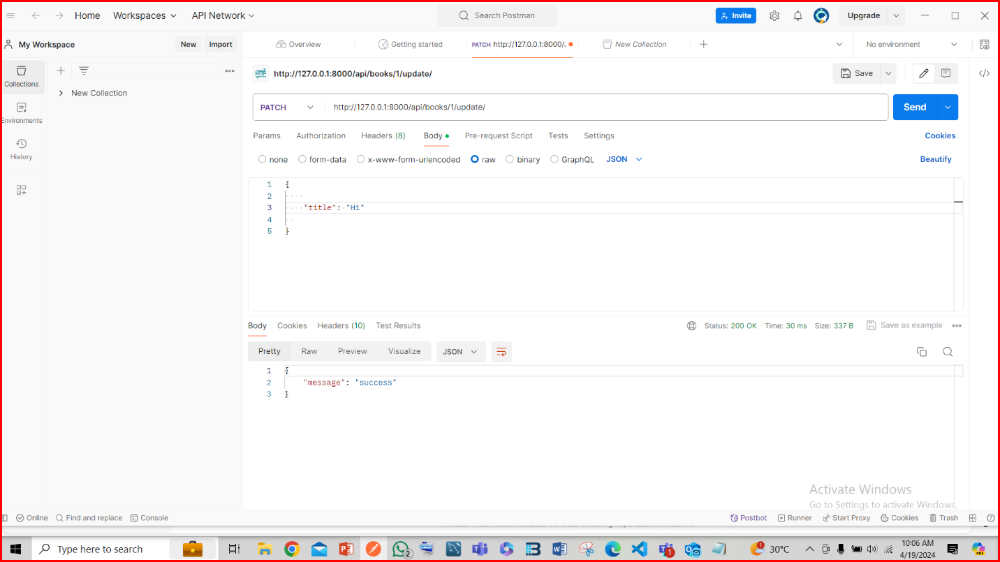 Home Workspaces API Network Search Postman Invite Upgrade
My Workspace New Import Overview Getting started PATCH http://127.0.0.1:8000/. New Collection No environment
Collections
New Collection
Environments
History
HTTP http://127.0.0.1:8000/api/books/1/update/ Save
PATCH http://127.0.0.1:8000/api/books/1/update/ Send
Params Authorization Headers (8) Body Pre-request Script Tests Settings Cookies
none form-data x-www-form-urlencoded raw binary GraphQL JSON Beautify
1 {
2
3 "title": "Hi"
4
5 }
Body Cookies Headers (10) Test Results Status: 200 OK Time: 30 ms Size: 337 B Save as example
Pretty Raw Preview Visualize JSON
1 {
2 "message": "success"
3 }
Activate Windows
Go to Settings to activate Windows.
Online Find and replace Console Postbot Runner Start Proxy Cookies Trash
Type here to search 2 1 1 30°C 10:06 AM
4/19/2024